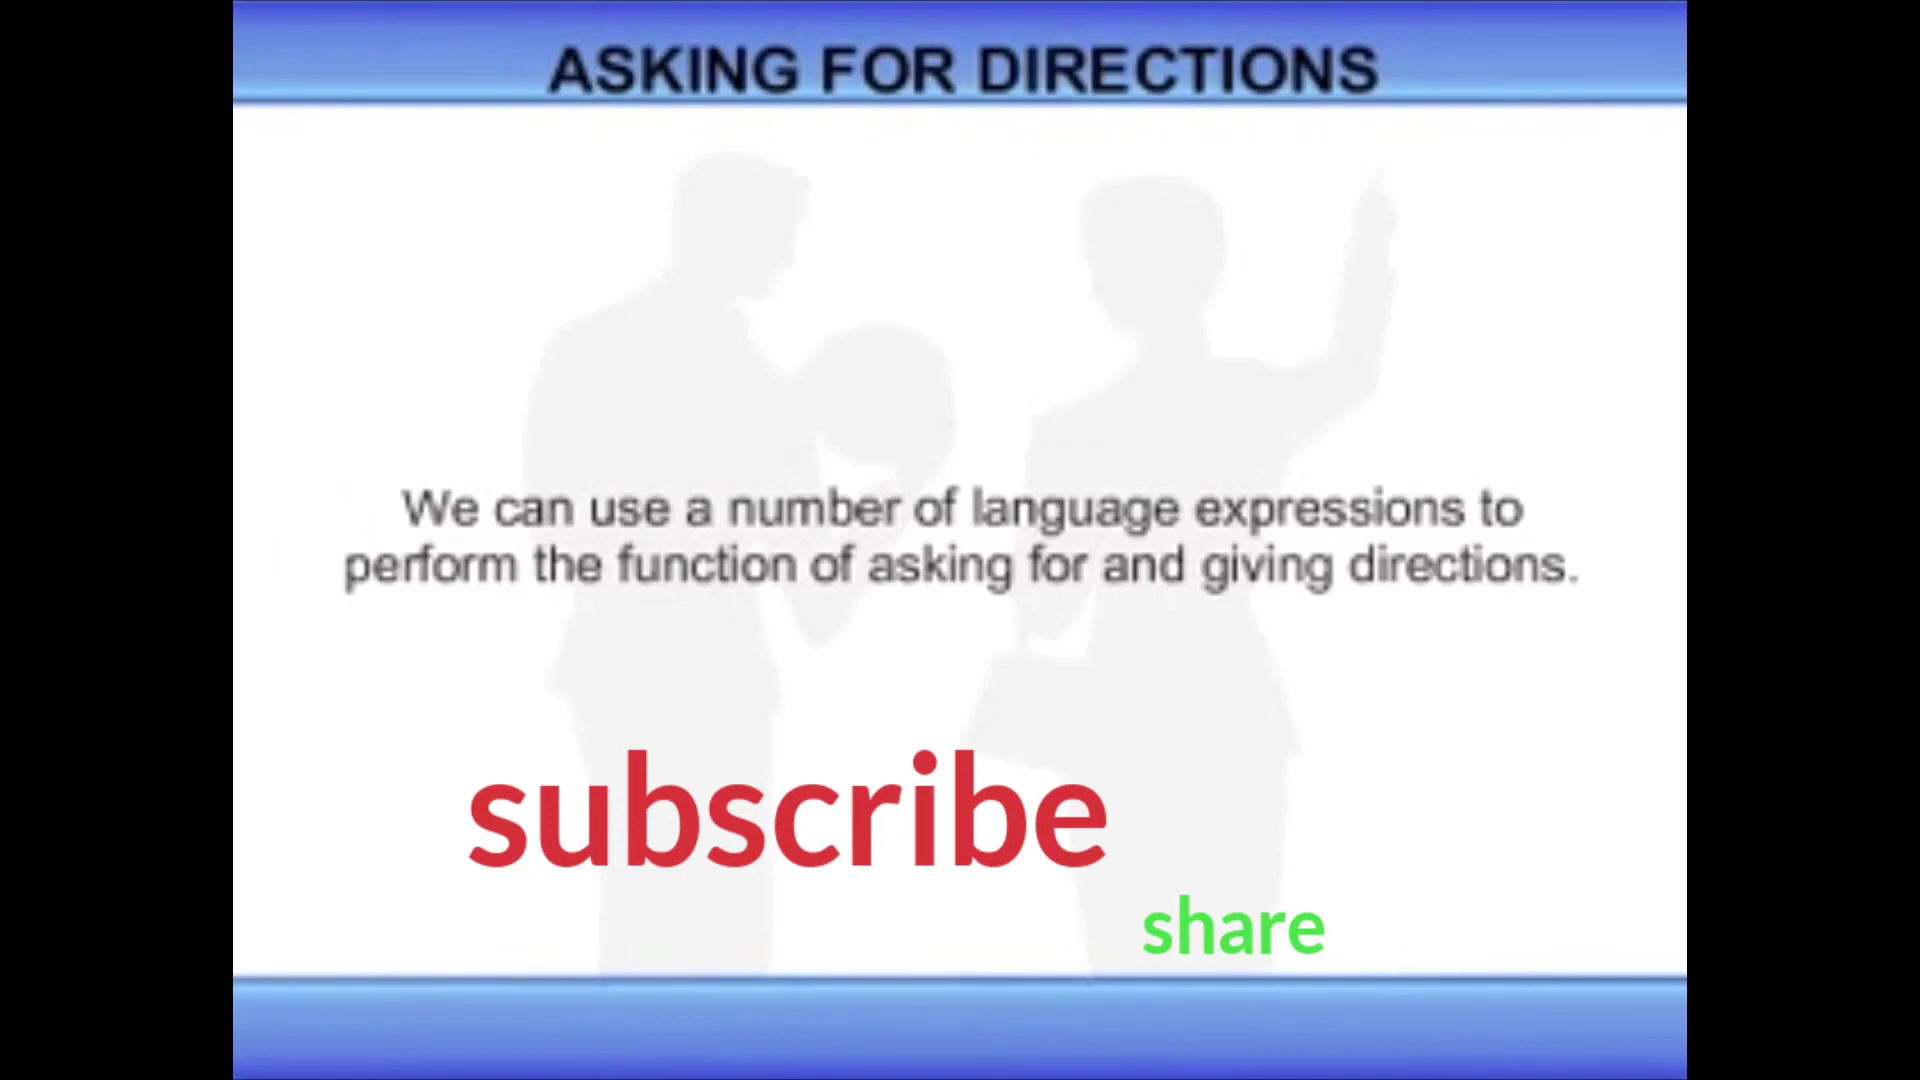 ASKING FOR DIRECTIONS
We can use a number of language expressions to
perform the function of asking for and giving directions.
subscribe
share